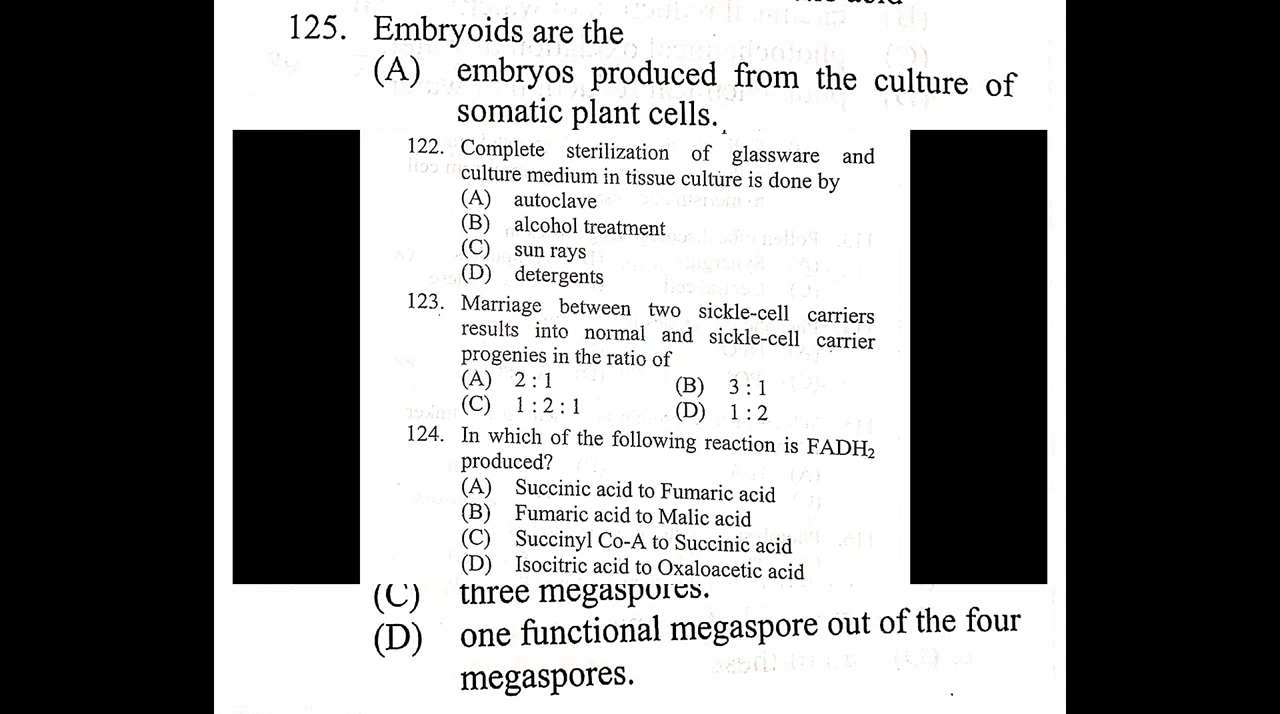 125. Embryoids are the
(A) embryos produced from the culture of
somatic plant cells.
122. Complete sterilization of glassware and
culture medium in tissue culture is done by
(A) autoclave
(B) alcohol treatment
(C) sun rays
(D) detergents
123. Marriage between two sickle-cell carriers
results into normal and sickle-cell carrier
progenies in the ratio of
(A) 2 : 1 (B) 3 : 1
(C) 1 : 2 : 1 (D) 1 : 2
124. In which of the following reaction is FADH₂
produced?
(A) Succinic acid to Fumaric acid
(B) Fumaric acid to Malic acid
(C) Succinyl Co-A to Succinic acid
(D) Isocitric acid to Oxaloacetic acid
(C) three megaspores.
(D) one functional megaspore out of the four
megaspores.